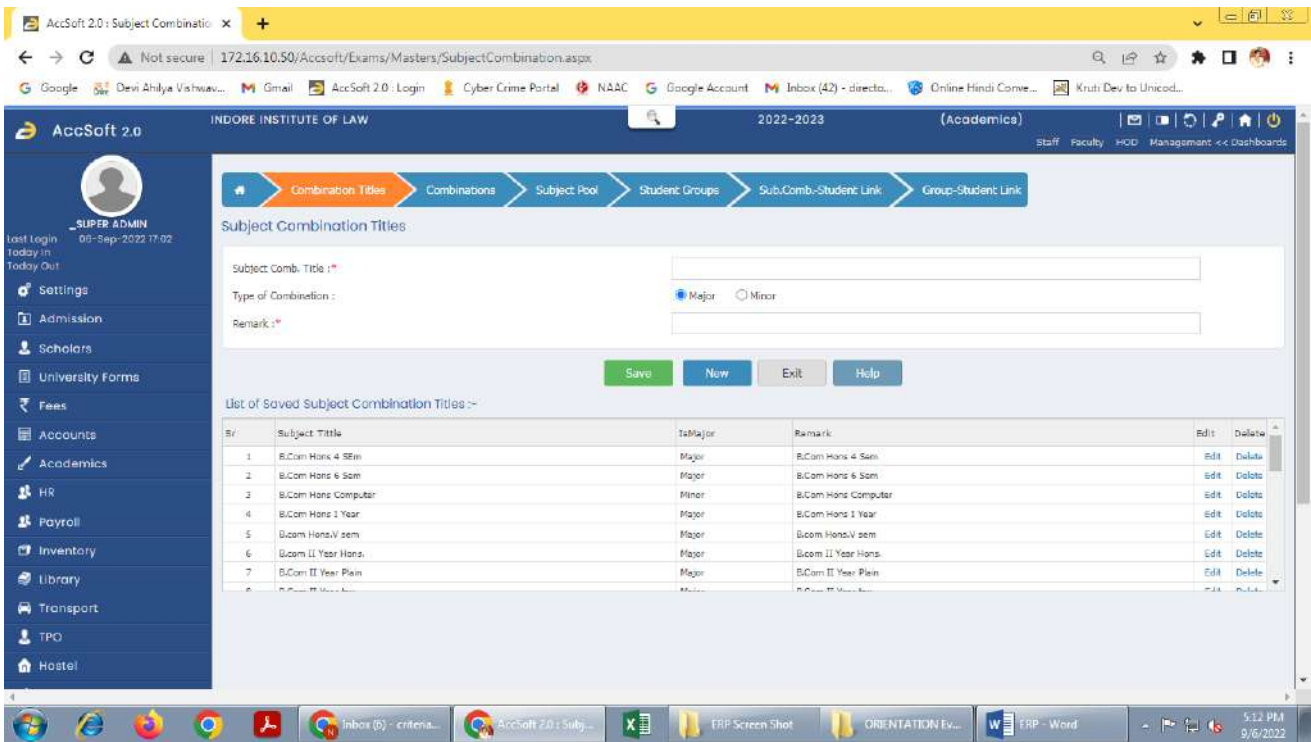 AccSoft 2.0 : Subject Combinatio
Not secure 172.16.10.50/Accsoft/Exams/Masters/SubjectCombination.aspx
Google Devi Ahilya Vishwav... Gmail AccSoft 2.0 : Login Cyber Crime Portal NAAC Google Account Inbox (42) - directo... Online Hindi Conve... Kruti Dev to Unicod...
AccSoft 2.0 INDORE INSTITUTE OF LAW 2022-2023 (Academics)
Staff Faculty HOD Management << Dashboards
_SUPER ADMIN
Last Login 06-Sep-2022 17:02
Today In
Today Out
Settings
Admission
Scholars
University Forms
Fees
Accounts
Academics
HR
Payroll
Inventory
Library
Transport
TPO
Hostel
Combination Titles Combinations Subject Pool Student Groups Sub.Comb.-Student Link Group-Student Link
Subject Combination Titles
Subject Comb. Title :*
Type of Combination : Major Minor
Remark :*
Save New Exit Help
List of Saved Subject Combination Titles :-
Sr Subject Tittle IsMajor Remark Edit Delete
1 B.Com Hons 4 SEm Major B.Com Hons 4 Sem Edit Delete
2 B.Com Hons 6 Sem Major B.Com Hons 6 Sem Edit Delete
3 B.Com Hons Computer Minor B.Com Hons Computer Edit Delete
4 B.Com Hons 1 Year Major B.Com Hons 1 Year Edit Delete
5 B.com Hons.V sem Major B.com Hons.V sem Edit Delete
6 B.com II Year Hons. Major B.com II Year Hons. Edit Delete
7 B.Com II Year Plain Major B.Com II Year Plain Edit Delete
Inbox (6) - criteria... AccSoft 2.0 : Subj... ERP Screen Shot ORIENTATION Ev... ERP - Word 5:12 PM
9/6/2022